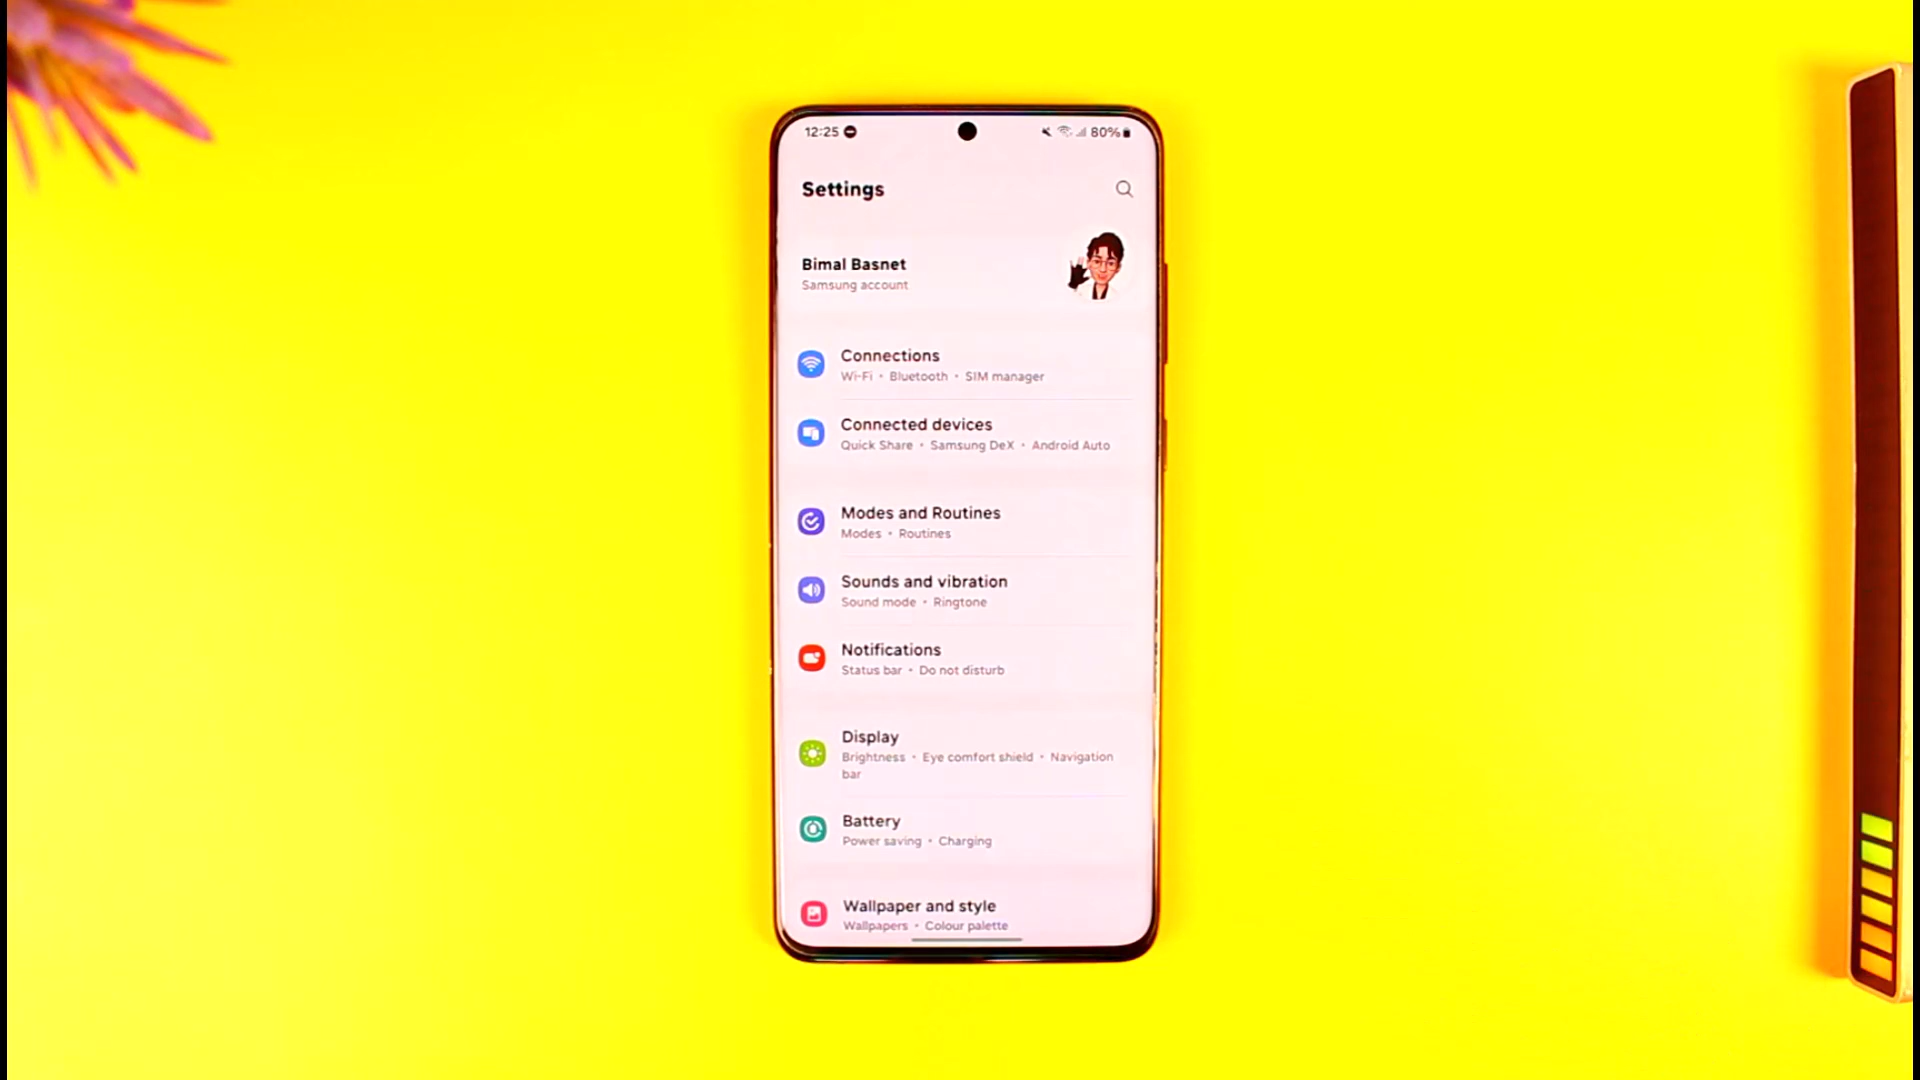 12:25 80%
Settings
Bimal Basnet
Samsung account
Connections
Wi-Fi • Bluetooth • SIM manager
Connected devices
Quick Share • Samsung DeX • Android Auto
Modes and Routines
Modes • Routines
Sounds and vibration
Sound mode • Ringtone
Notifications
Status bar • Do not disturb
Display
Brightness • Eye comfort shield • Navigation
bar
Battery
Power saving • Charging
Wallpaper and style
Wallpapers • Colour palette